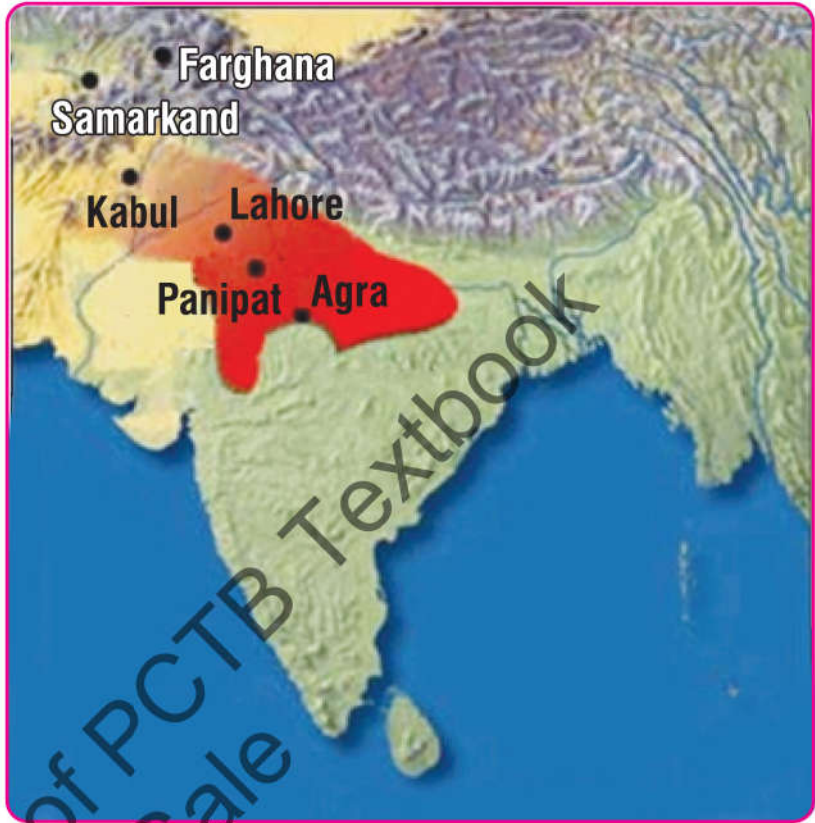 Farghana
Samarkand
Kabul
Lahore
Panipat
Agra
of PCTB Textbook
Sale